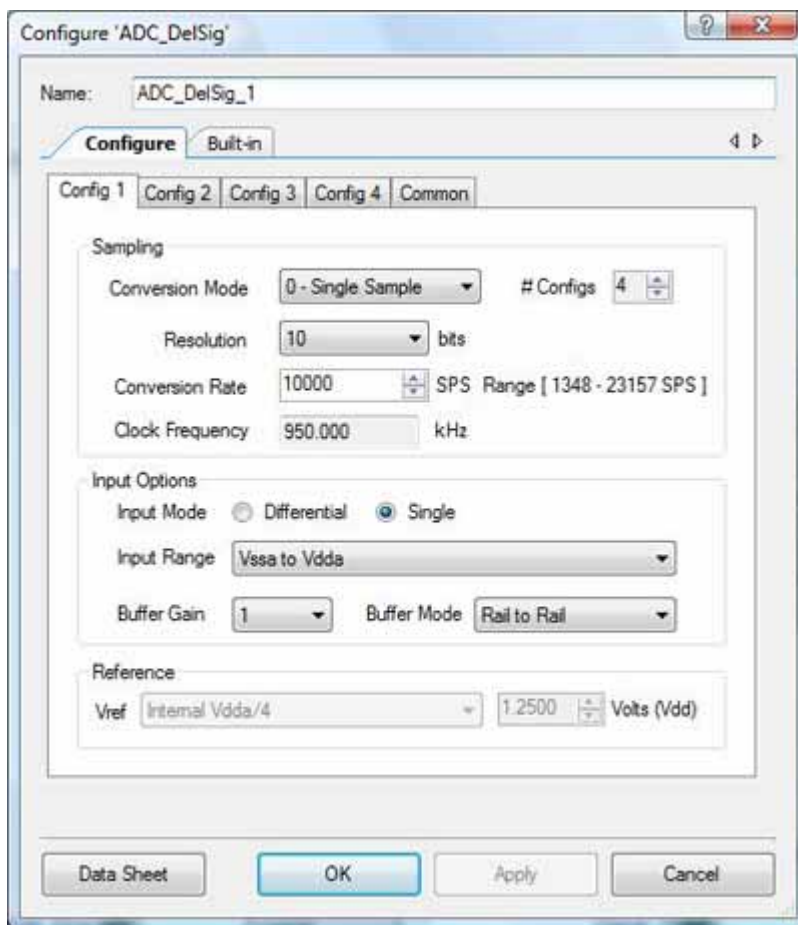 Configure 'ADC_DelSig'
Name: ADC_DelSig_1
Configure Built-in
Config 1 Config 2 Config 3 Config 4 Common
Sampling
Conversion Mode 0 - Single Sample # Configs 4
Resolution 10 bits
Conversion Rate 10000 SPS Range [ 1348 - 23157 SPS ]
Clock Frequency 950.000 kHz
Input Options
Input Mode Differential Single
Input Range Vssa to Vdda
Buffer Gain 1 Buffer Mode Rail to Rail
Reference
Vref Internal Vdda/4 1.2500 Volts (Vdd)
Data Sheet OK Apply Cancel